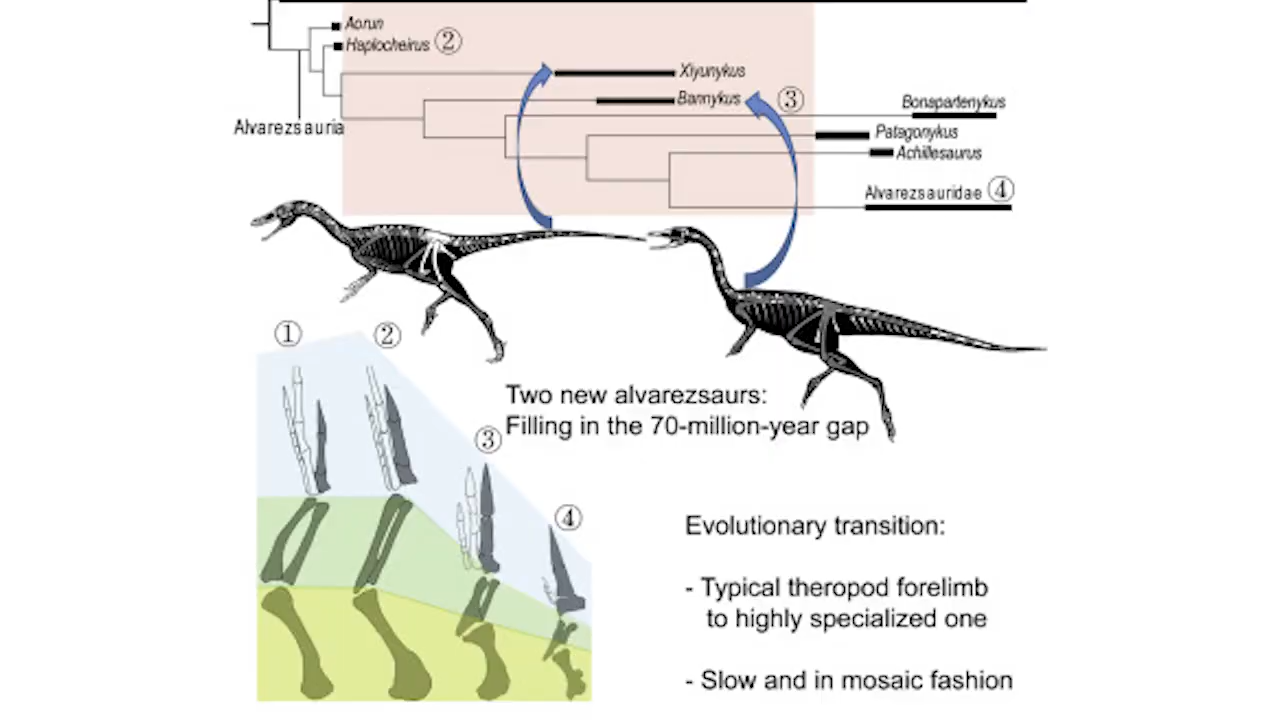 Aorun
Haplocheirus ②
Xiyunykus
Bannykus ③
Bonapartenykus
Patagonykus
Alvarezsauria
Achillesaurus
Alvarezsauridae ④
① ②
Two new alvarezsaurs:
Filling in the 70-million-year gap
③
④
Evolutionary transition:
- Typical theropod forelimb
to highly specialized one
- Slow and in mosaic fashion